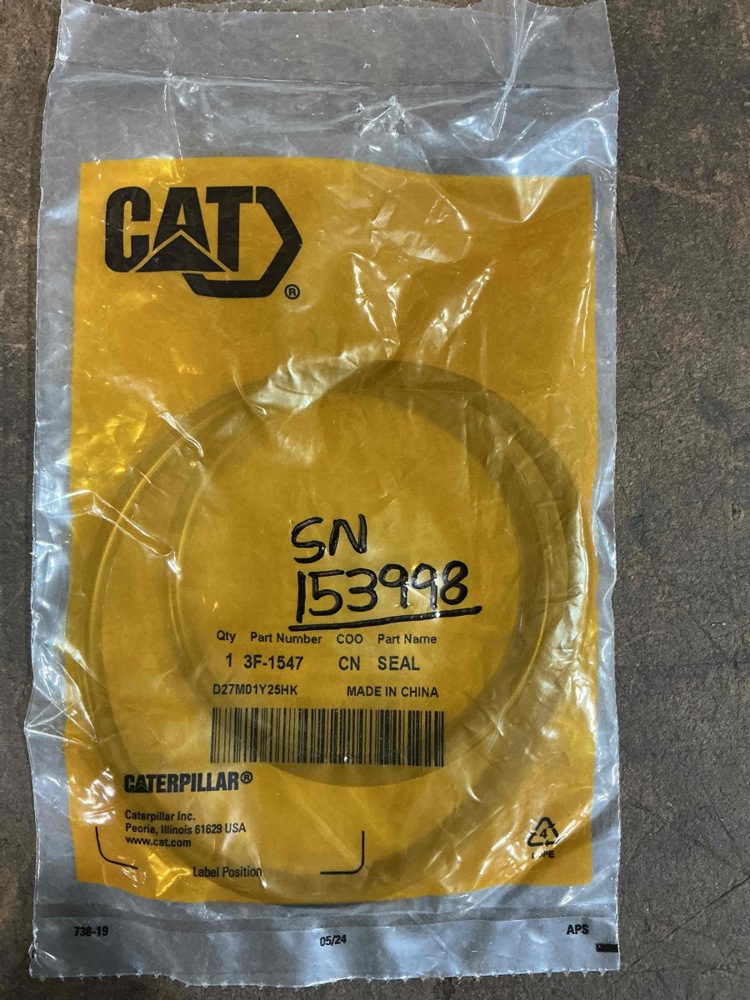 CAT®
SN
153998
Qty Part Number COO Part Name
1 3F-1547 CN SEAL
D27M01Y25HK MADE IN CHINA
CATERPILLAR®
Caterpillar Inc.
Peoria, Illinois 61629 USA
www.cat.com
4
Label Position
738-19 05/24 APS